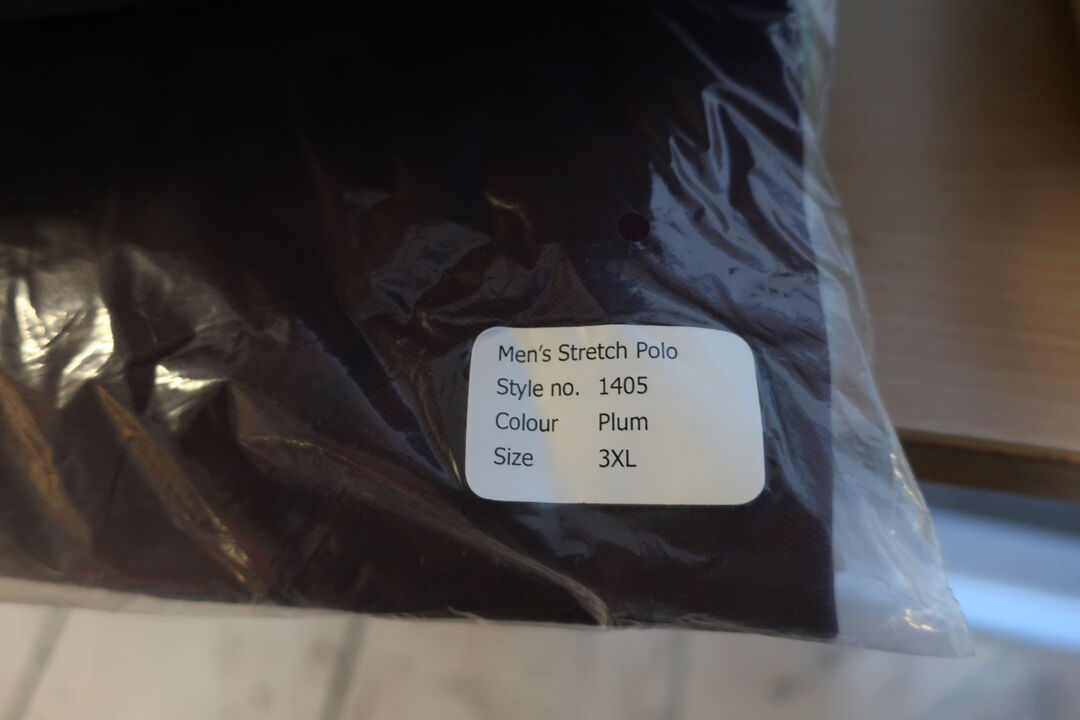 Men's Stretch Polo
Style no. 1405
Colour Plum
Size 3XL